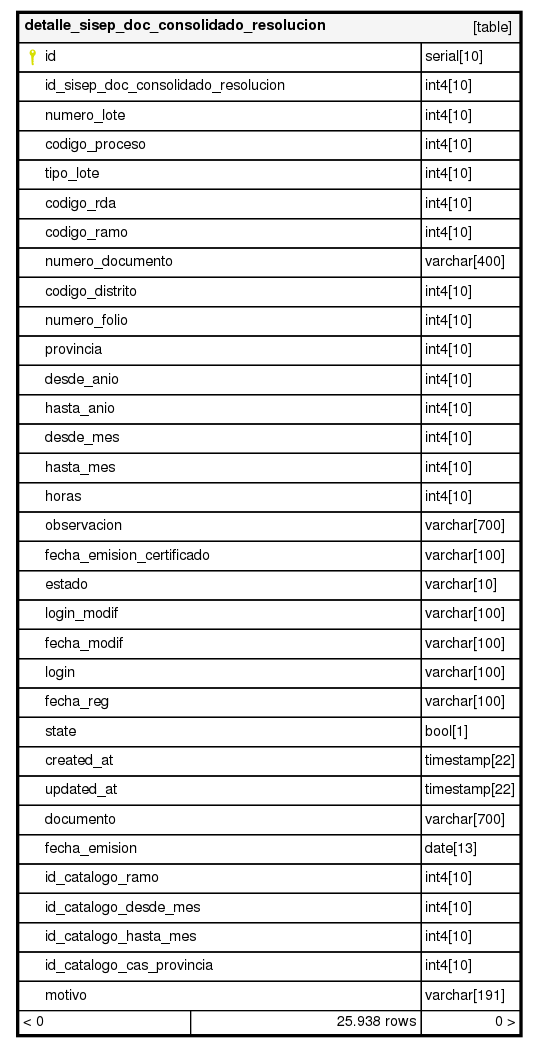 detalle_sisep_doc_consolidado_resolucion [table]
id serial[10]
id_sisep_doc_consolidado_resolucion int4[10]
numero_lote int4[10]
codigo_proceso int4[10]
tipo_lote int4[10]
codigo_rda int4[10]
codigo_ramo int4[10]
numero_documento varchar[400]
codigo_distrito int4[10]
numero_folio int4[10]
provincia int4[10]
desde_anio int4[10]
hasta_anio int4[10]
desde_mes int4[10]
hasta_mes int4[10]
horas int4[10]
observacion varchar[700]
fecha_emision_certificado varchar[100]
estado varchar[10]
login_modif varchar[100]
fecha_modif varchar[100]
login varchar[100]
fecha_reg varchar[100]
state bool[1]
created_at timestamp[22]
updated_at timestamp[22]
documento varchar[700]
fecha_emision date[13]
id_catalogo_ramo int4[10]
id_catalogo_desde_mes int4[10]
id_catalogo_hasta_mes int4[10]
id_catalogo_cas_provincia int4[10]
motivo varchar[191]
< 0 25.938 rows 0 >